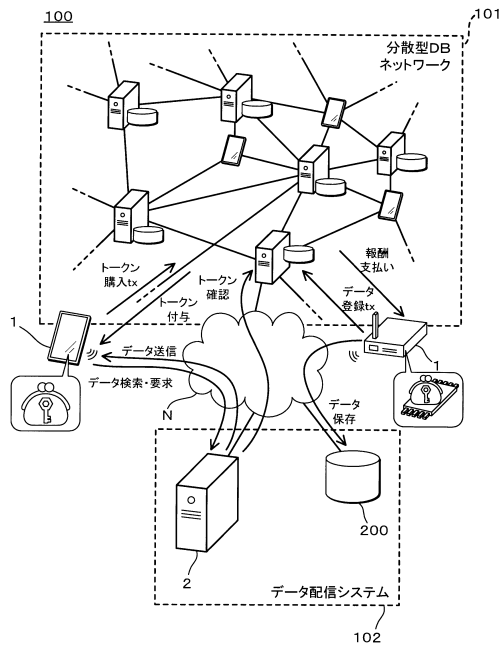 100
101
分散型DB
ネットワーク
トークン
購入tx
トークン
付与
トークン
確認
報酬
支払い
データ
登録tx
1
データ送信
データ検索・要求
N
1
データ
保存
2
200
データ配信システム
102